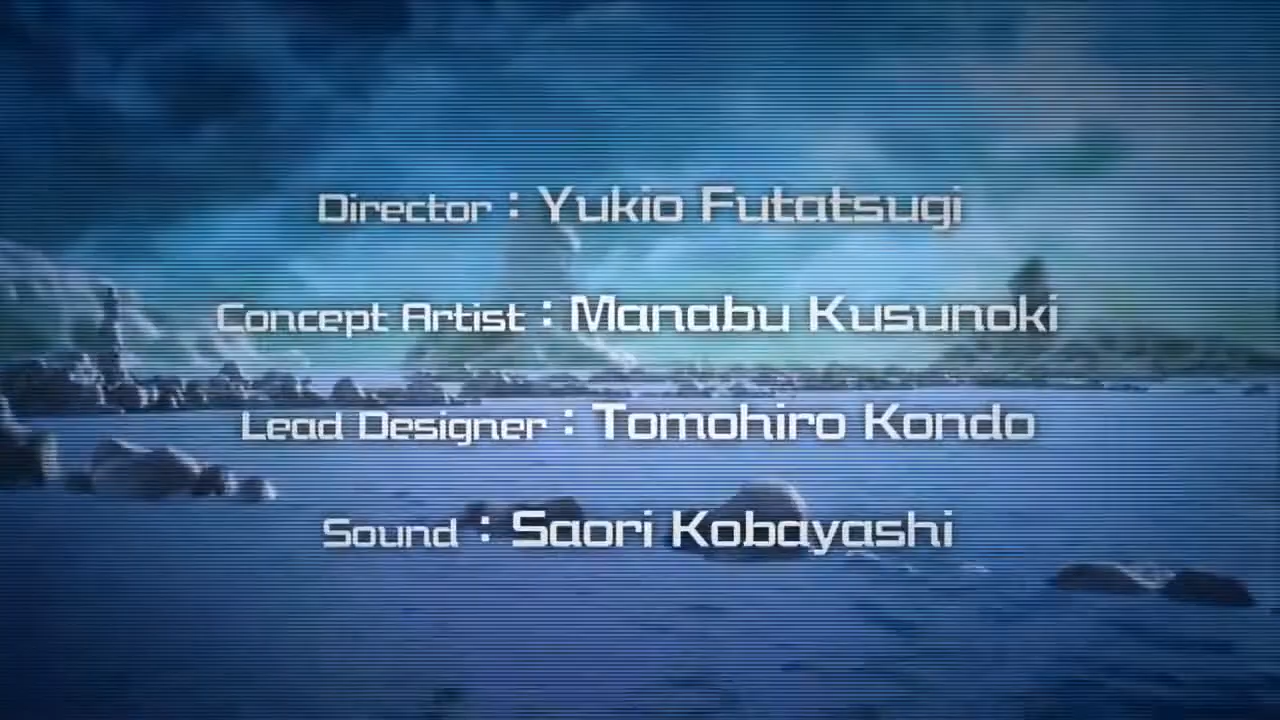 Director : Yukio Futatsugi
Concept Artist : Manabu Kusunoki
Lead Designer : Tomohiro Kondo
Sound : Saori Kobayashi